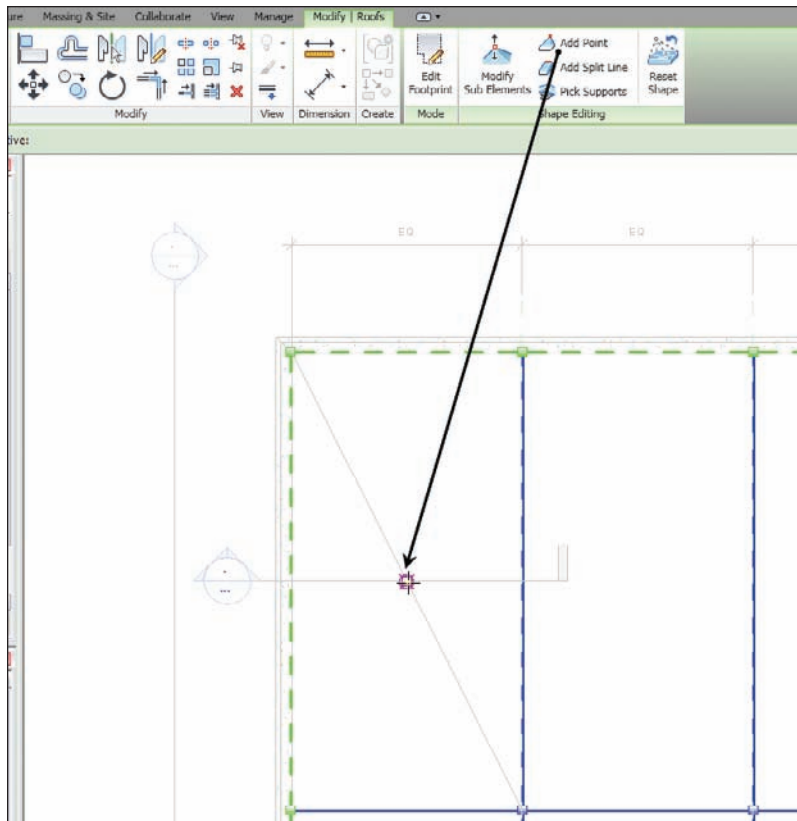 Massing & Site Collaborate View Manage Modify | Roofs
Add Point
Add Split Line
Pick Supports
Edit
Footprint
Modify
Sub Elements
Reset
Shape
Modify View Dimension Create Mode Shape Editing
EQ EQ